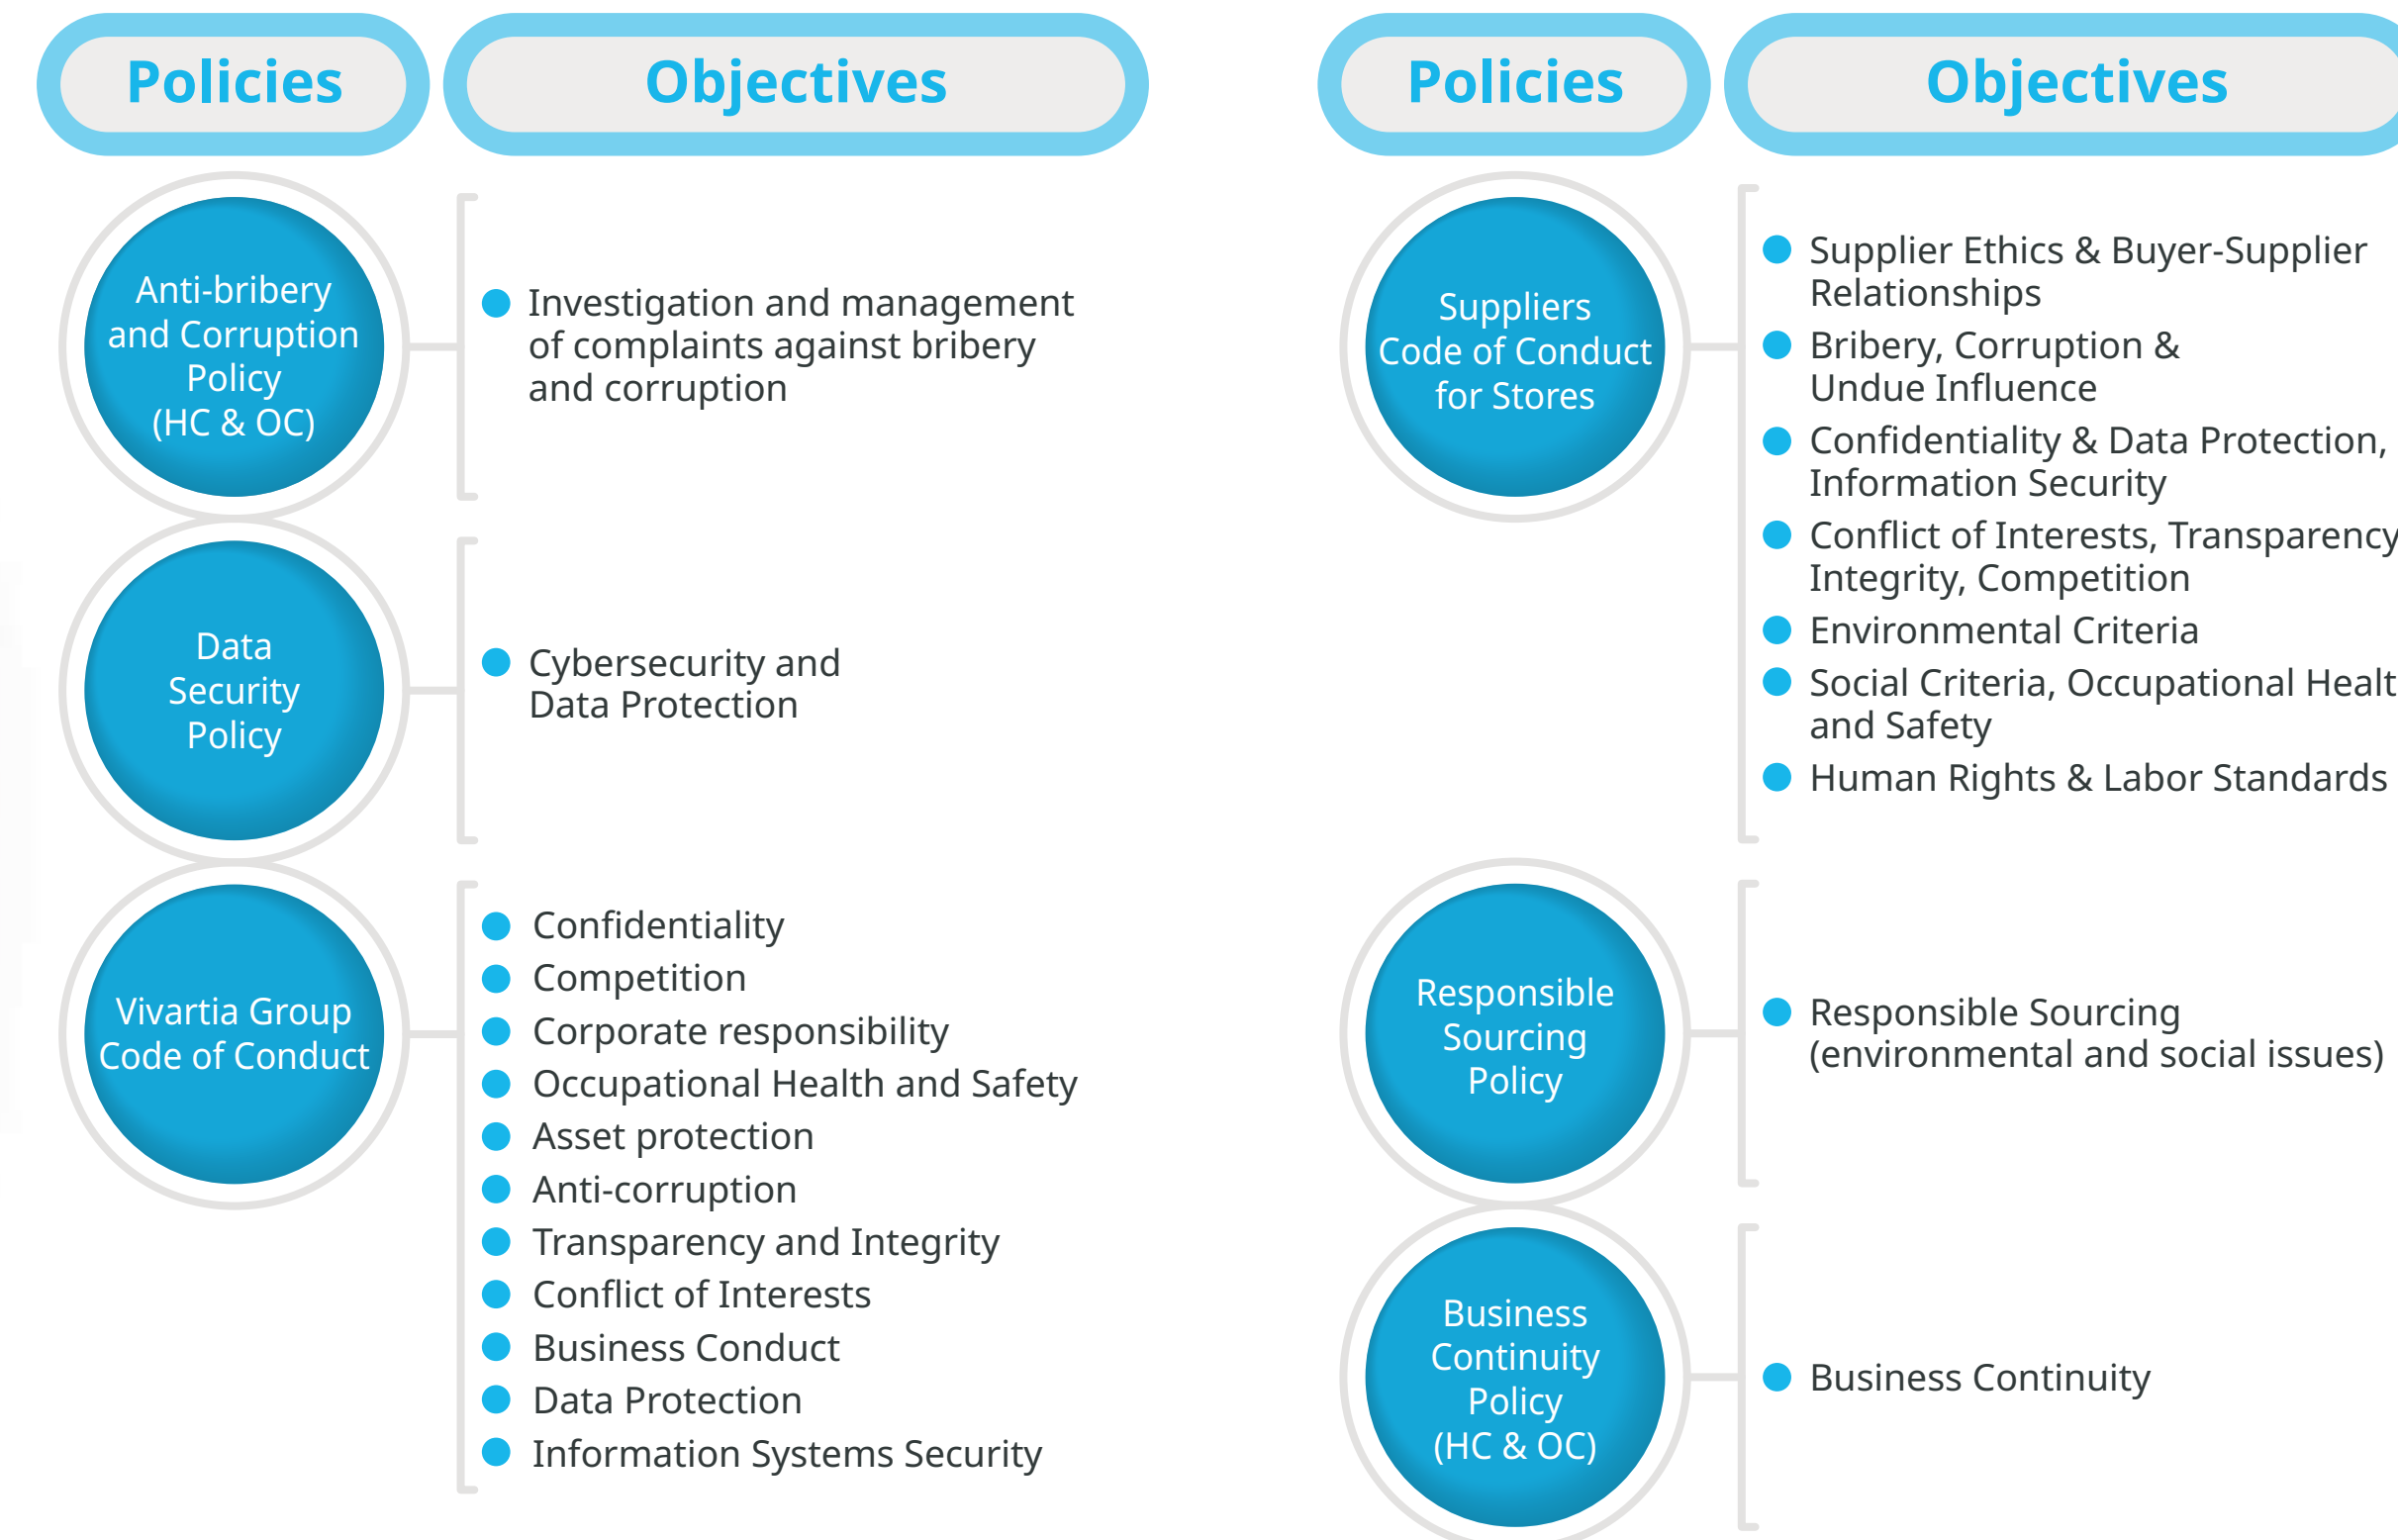 Policies
Objectives
Anti-bribery
and Corruption
Policy
(HC & OC)
Investigation and management
of complaints against bribery
and corruption
Data
Security
Policy
Cybersecurity and
Data Protection
Vivartia Group
Code of Conduct
Confidentiality
Competition
Corporate responsibility
Occupational Health and Safety
Asset protection
Anti-corruption
Transparency and Integrity
Conflict of Interests
Business Conduct
Data Protection
Information Systems Security
Policies
Objectives
Suppliers
Code of Conduct
for Stores
Supplier Ethics & Buyer-Supplier
Relationships
Bribery, Corruption &
Undue Influence
Confidentiality & Data Protection,
Information Security
Conflict of Interests, Transparency
Integrity, Competition
Environmental Criteria
Social Criteria, Occupational Healt
and Safety
Human Rights & Labor Standards
Responsible
Sourcing
Policy
Responsible Sourcing
(environmental and social issues)
Business
Continuity
Policy
(HC & OC)
Business Continuity